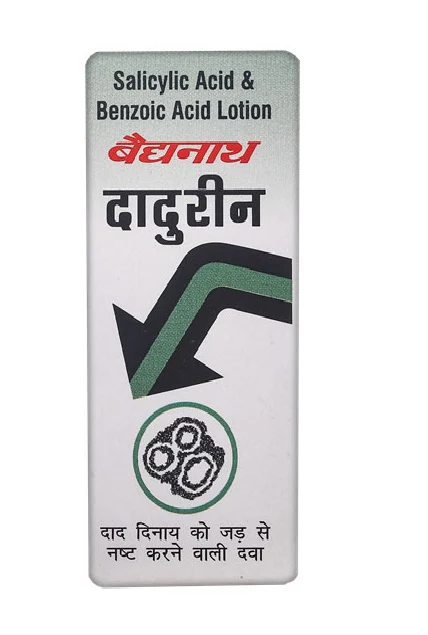 Salicylic Acid &
Benzoic Acid Lotion
बैद्यनाथ
दादुरीन
दाद दिनाय को जड़ से
नष्ट करने वाली दवा